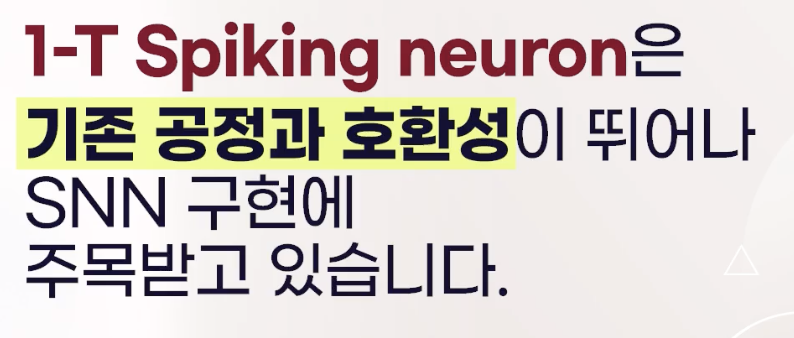 1-T Spiking neuron은
기존 공정과 호환성이 뛰어나
SNN 구현에
주목받고 있습니다.